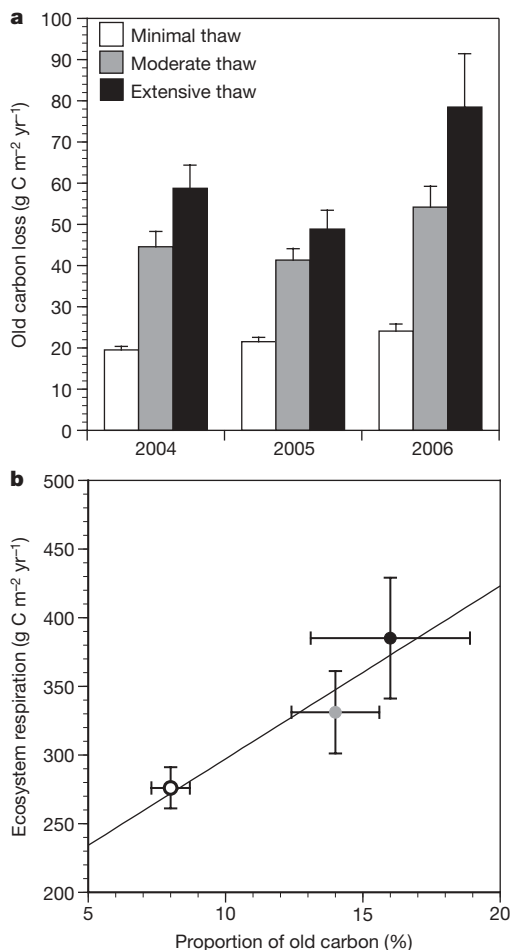 a
Old carbon loss (g C m⁻² yr⁻¹)
100
90
80
70
60
50
40
30
20
10
0
Minimal thaw
Moderate thaw
Extensive thaw
2004 2005 2006
b
Ecosystem respiration (g C m⁻² yr⁻¹)
500
450
400
350
300
250
200
5 10 15 20
Proportion of old carbon (%)